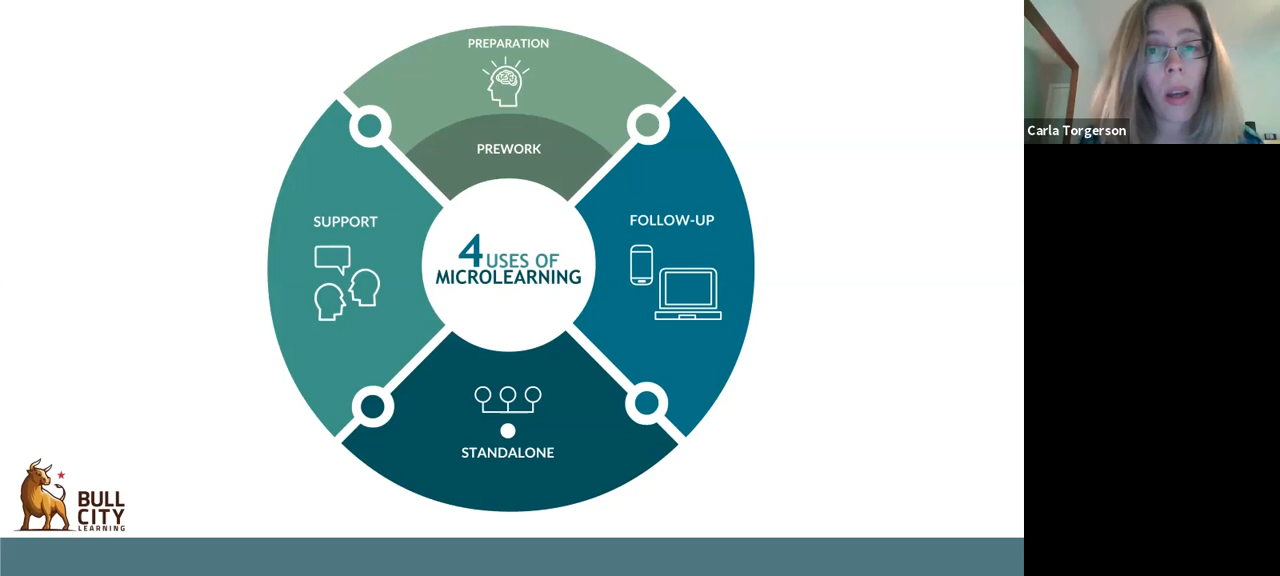 PREPARATION
PREWORK
SUPPORT
FOLLOW-UP
4 USES OF
MICROLEARNING
STANDALONE
BULL
CITY
LEARNING
Carla Torgerson